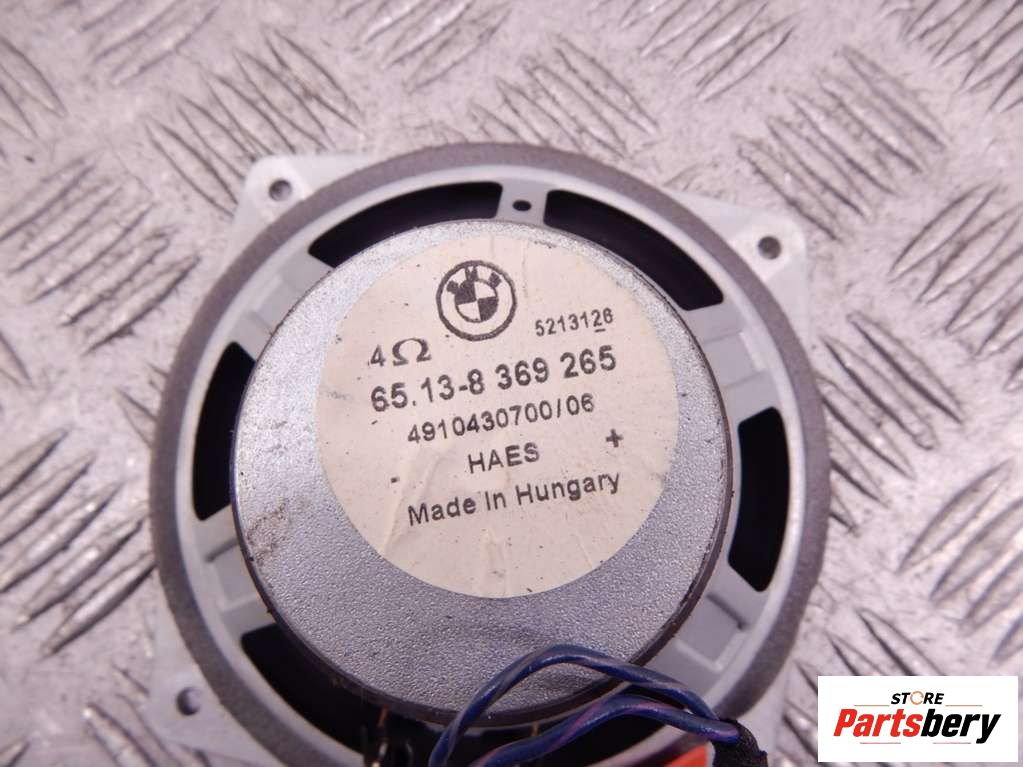 5213126
4Ω
65.13-8 369 265
4910430700/06
- HAES +
Made In Hungary
STORE
Partsbery